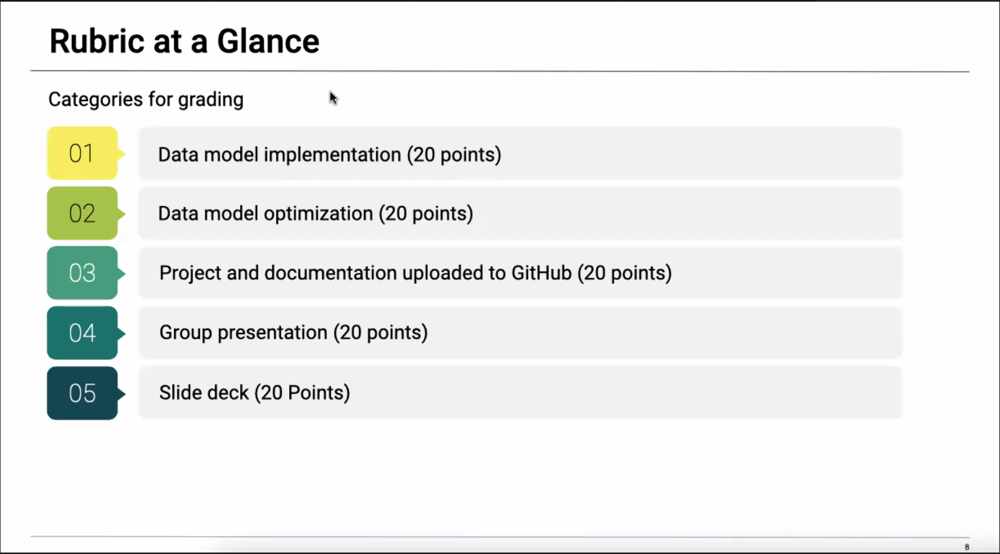 Rubric at a Glance
Categories for grading
01
Data model implementation (20 points)
02
Data model optimization (20 points)
03
Project and documentation uploaded to GitHub (20 points)
04
Group presentation (20 points)
05
Slide deck (20 Points)
8